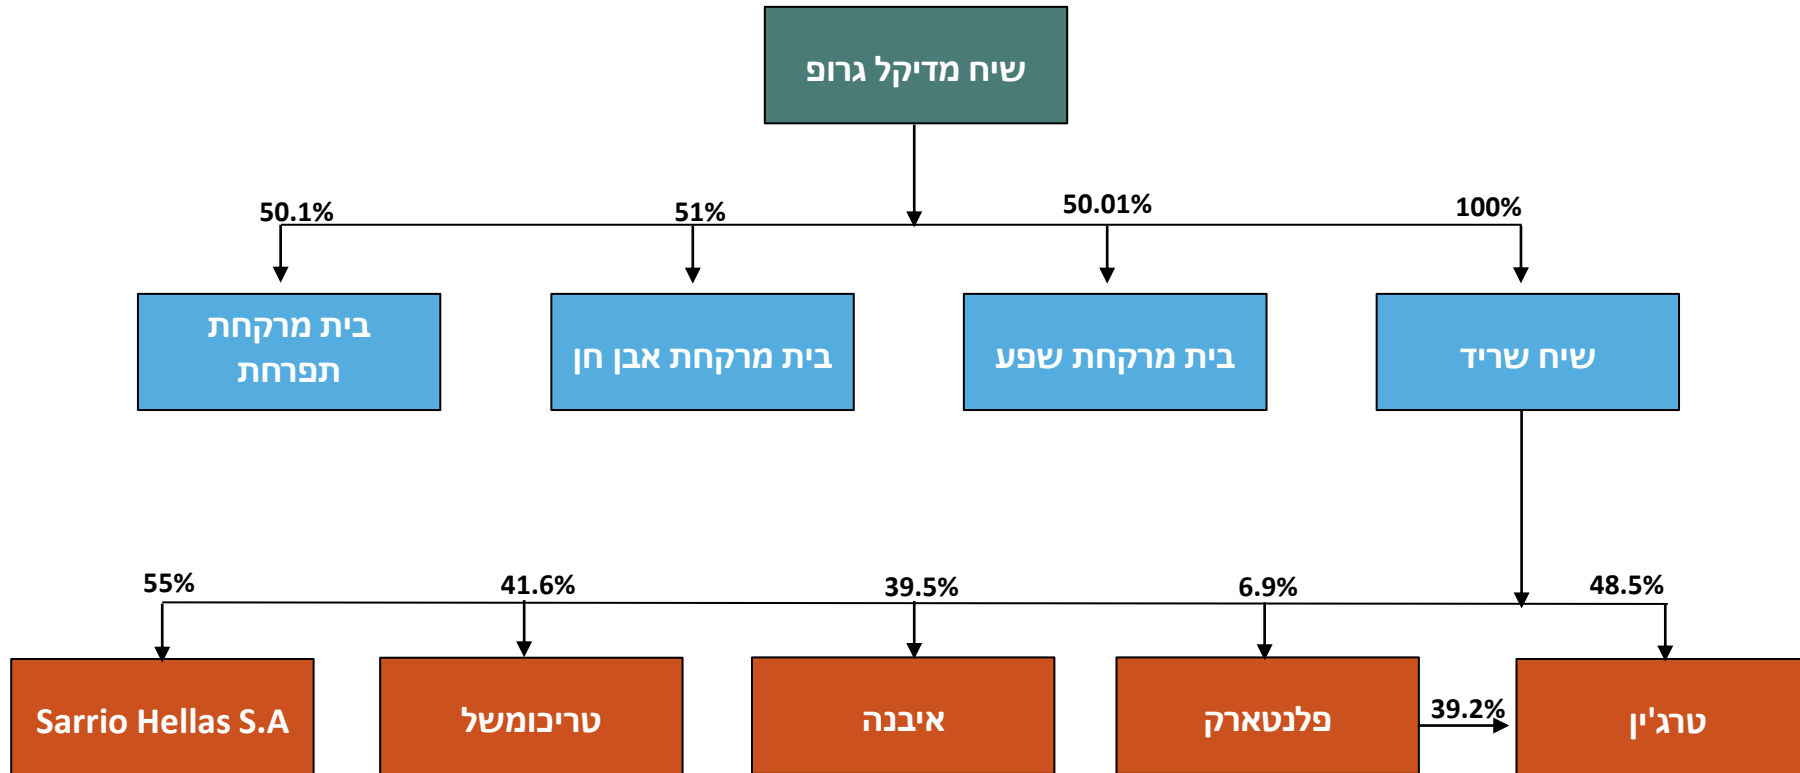 שיח מדיקל גרופ
100%
50.01%
51%
50.1%
שיח שריד
בית מרקחת שפע
בית מרקחת אבן חן
בית מרקחת
תפרחת
48.5%
6.9%
39.5%
41.6%
55%
טרג'ין
39.2%
פלנטארק
איבנה
טריכומשל
Sarrio Hellas S.A